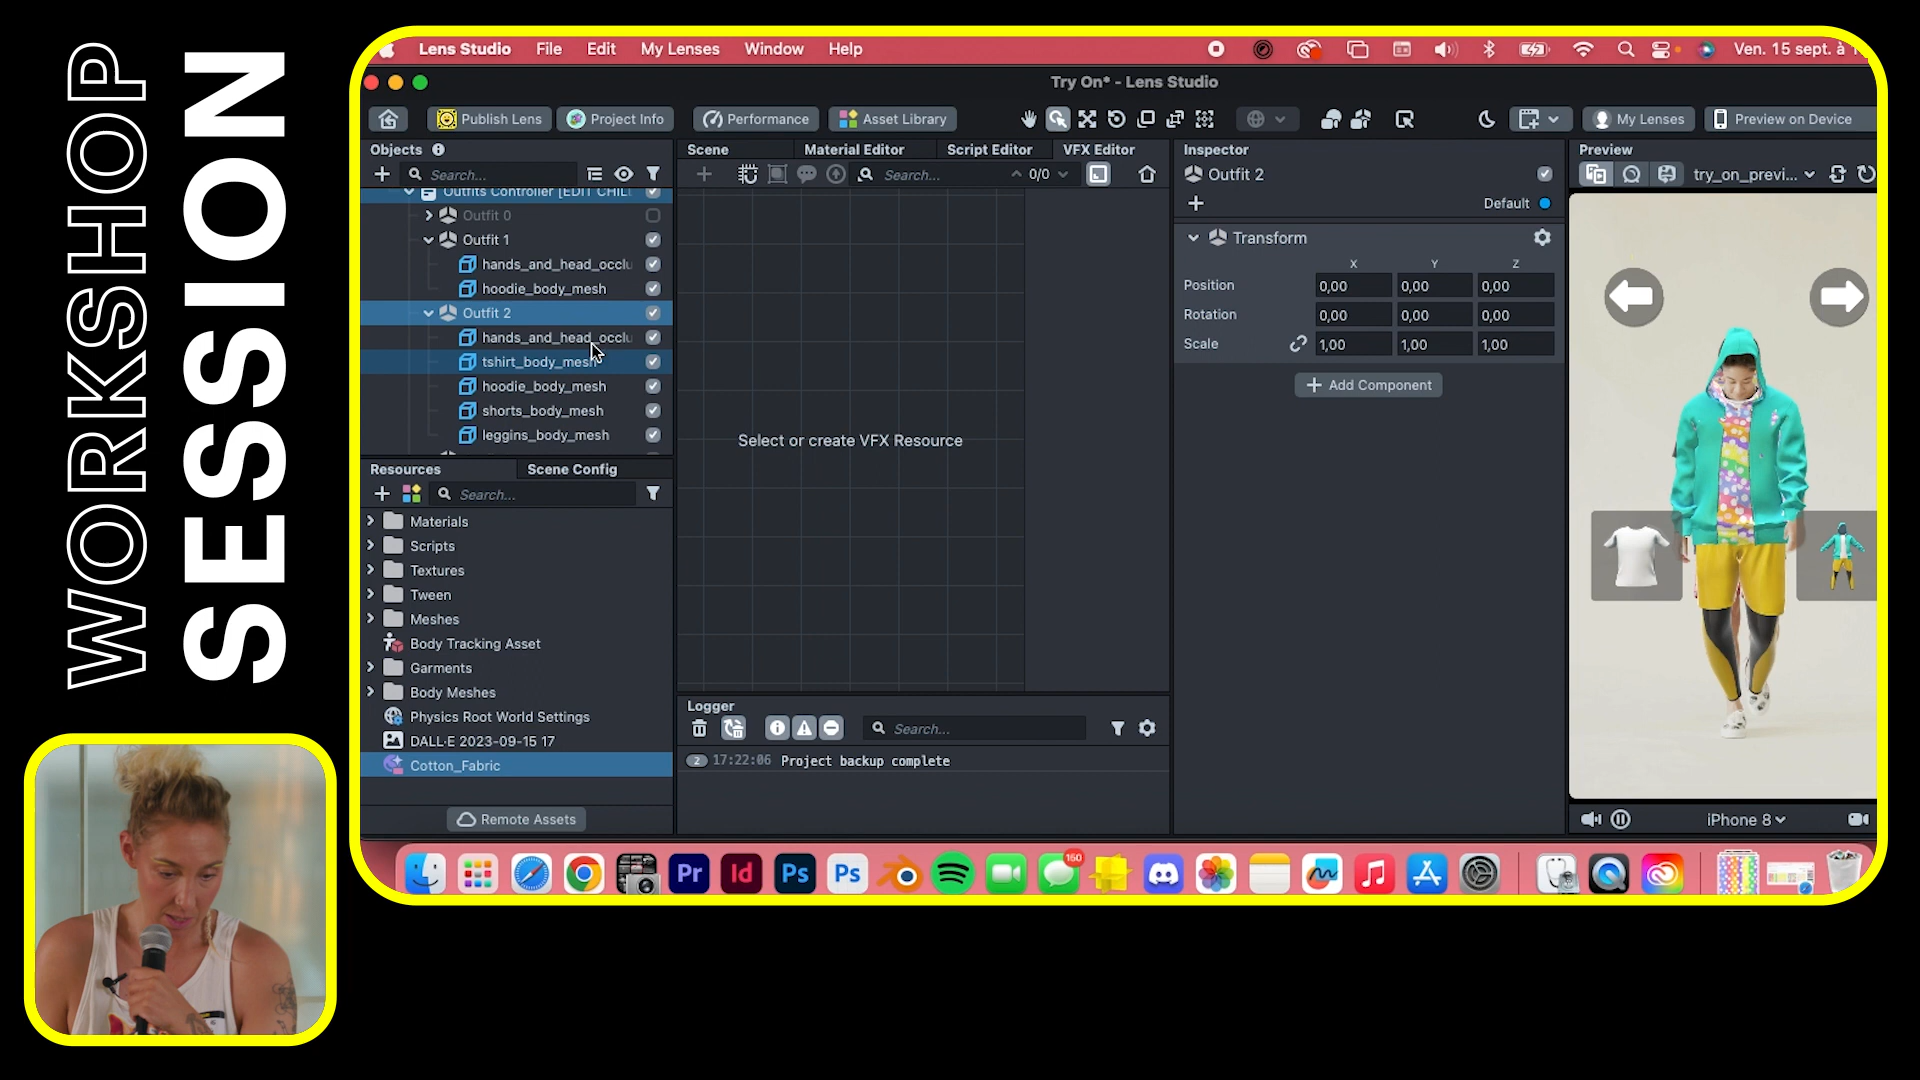 WORKSHOP
SESSION
Lens Studio File Edit My Lenses Window Help
Ven. 15 sept. à
Try On* - Lens Studio
Publish Lens Project Info Performance Asset Library My Lenses Preview on Device
Objects
Search...
Outfits Controller [EDIT CHIL
Outfit 0
Outfit 1
hands_and_head_occlu
hoodie_body_mesh
Outfit 2
hands_and_head_occlu
tshirt_body_mesh
hoodie_body_mesh
shorts_body_mesh
leggins_body_mesh
Resources Scene Config
Search...
Materials
Scripts
Textures
Tween
Meshes
Body Tracking Asset
Garments
Body Meshes
Physics Root World Settings
DALL·E 2023-09-15 17
Cotton_Fabric
Remote Assets
Scene Material Editor Script Editor VFX Editor
Search... 0/0
Select or create VFX Resource
Logger
Search...
2 17:22:06 Project backup complete
Inspector
Outfit 2
Default
Transform
X Y Z
Position 0,00 0,00 0,00
Rotation 0,00 0,00 0,00
Scale 1,00 1,00 1,00
Add Component
Preview
try_on_previ...
iPhone 8
Pr Id Ps Ps
150